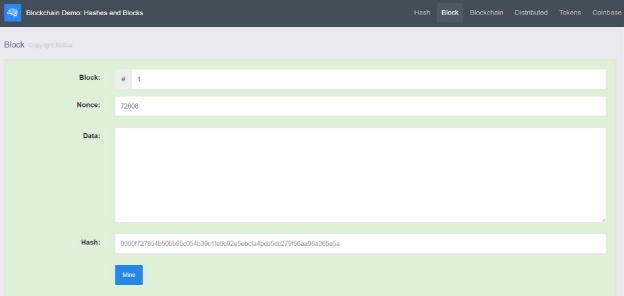 Blockchain Demo: Hashes and Blocks
Hash Block Blockchain Distributed Tokens Coinbase
Block Copyright Notice
Block: # 1
Nonce: 72608
Data:
Hash:
Mine